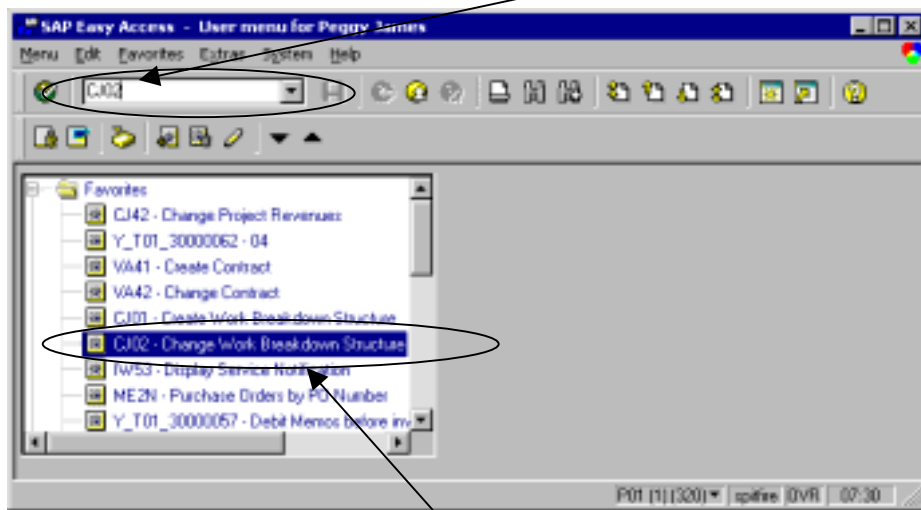 SAP Easy Access - User menu for Peggy James
Menu Edit Favorites Extras System Help
CJ02
Favorites
CJ42 - Change Project Revenues
Y_T01_30000062 - 04
VA41 - Create Contract
VA42 - Change Contract
CJ01 - Create Work Breakdown Structure
CJ02 - Change Work Breakdown Structure
IW53 - Display Service Notification
ME2N - Purchase Orders by PO Number
Y_T01_30000057 - Debit Memos before inv
P01 (1) (320) spitfire OVR 07:30